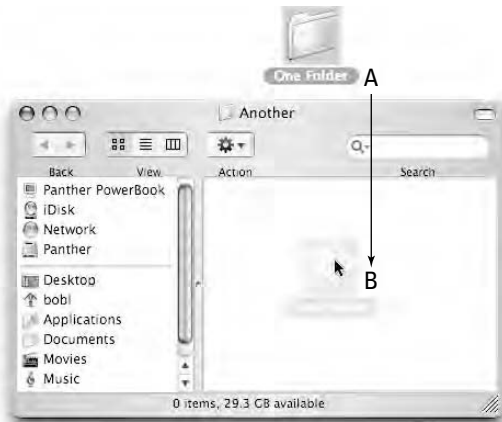 One Folder
A
Another
Back View Action Search
Panther PowerBook
iDisk
Network
Panther
Desktop
bobl
Applications
Documents
Movies
Music
B
0 items, 29.3 GB available